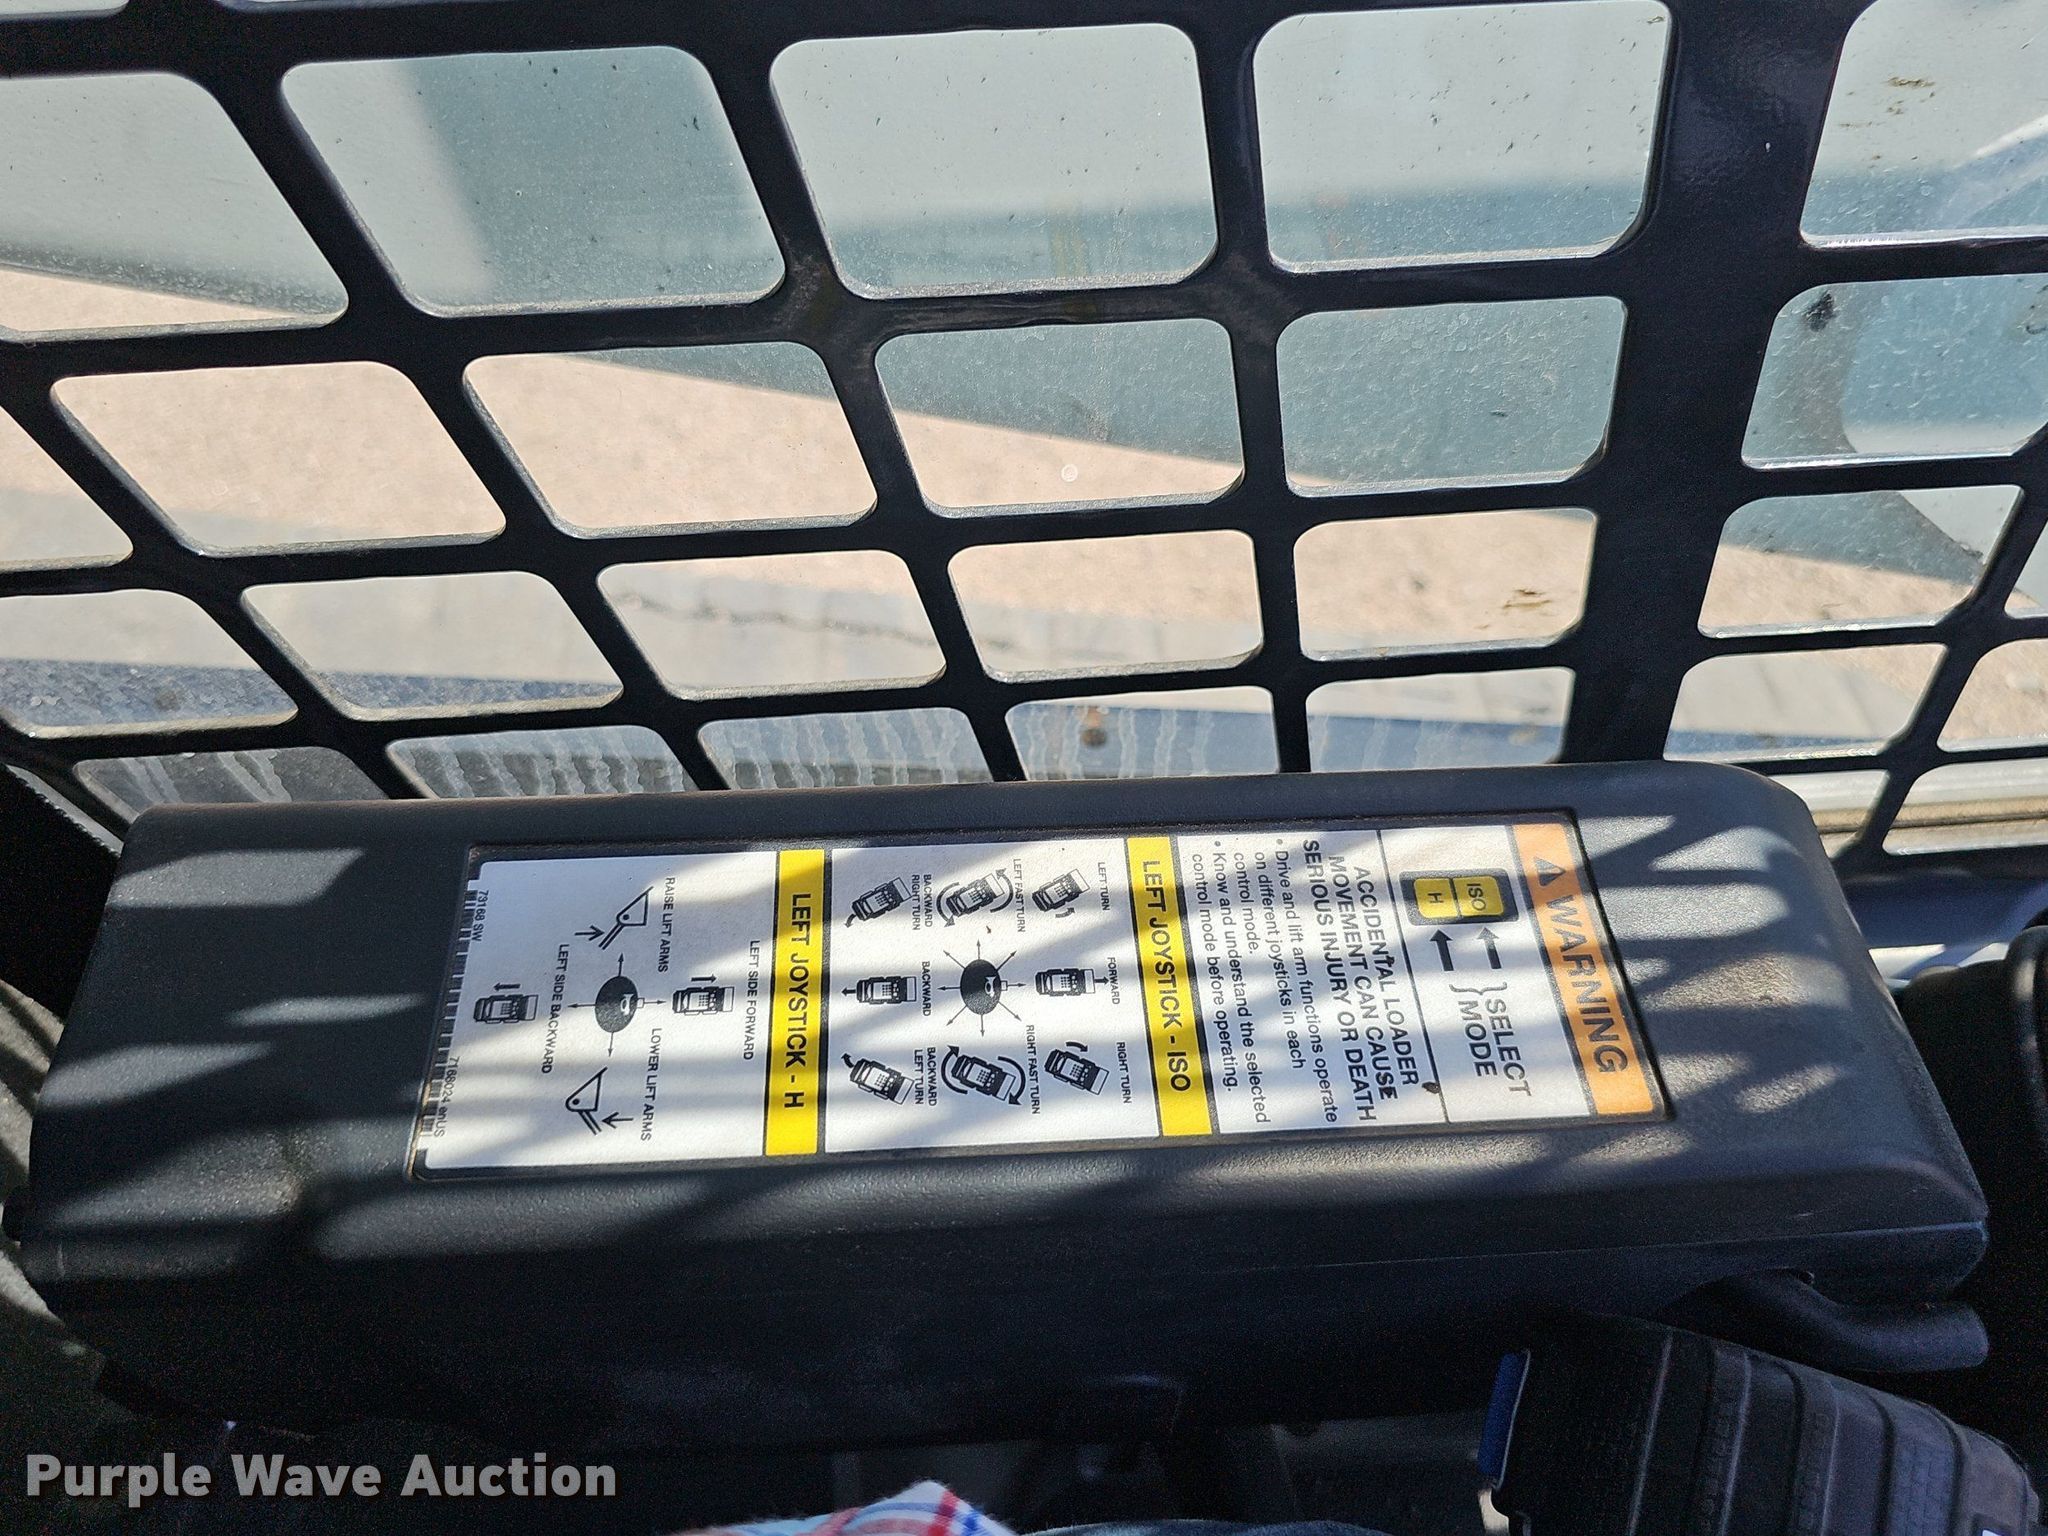 WARNING
ISO
H
SELECT
MODE
ACCIDENTAL LOADER
MOVEMENT CAN CAUSE
SERIOUS INJURY OR DEATH
• Drive and lift arm functions operate
on different joysticks in each
control mode.
• Know and understand the selected
control mode before operating.
LEFT JOYSTICK - ISO
LEFT TURN
FORWARD
RIGHT TURN
LEFT FAST TURN
RIGHT FAST TURN
BACKWARD
RIGHT TURN
BACKWARD
BACKWARD
LEFT TURN
LEFT JOYSTICK - H
LEFT SIDE FORWARD
RAISE LIFT ARMS
LOWER LIFT ARMS
LEFT SIDE BACKWARD
73168 SW
7168024 enUS
Purple Wave Auction